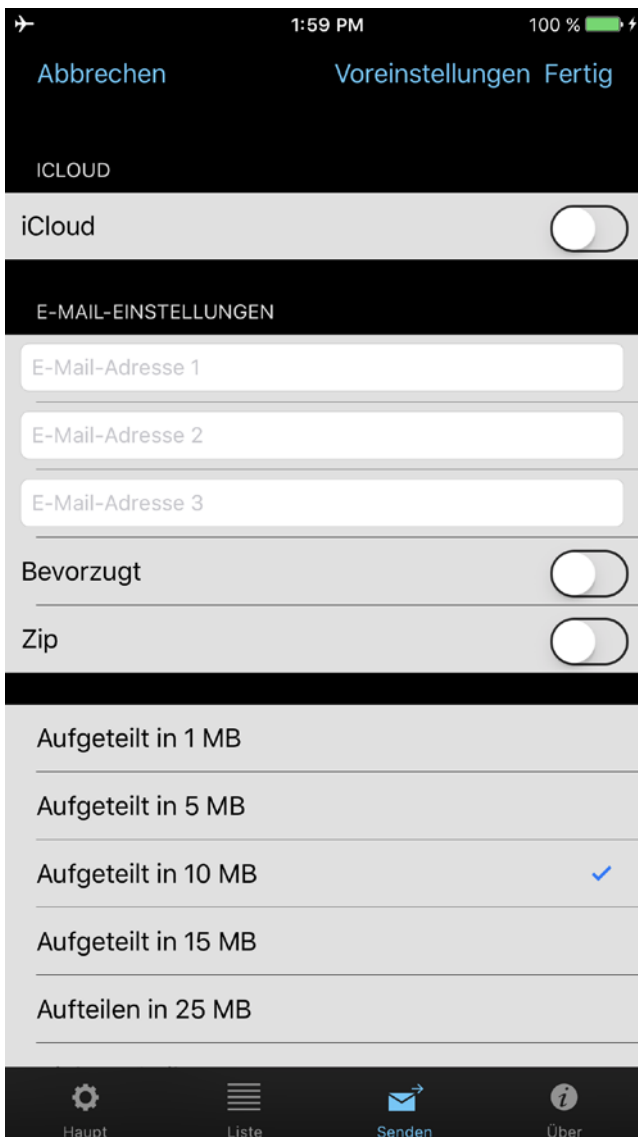 1:59 PM 100 %
Abbrechen Voreinstellungen Fertig
ICLOUD
iCloud
E-MAIL-EINSTELLUNGEN
E-Mail-Adresse 1
E-Mail-Adresse 2
E-Mail-Adresse 3
Bevorzugt
Zip
Aufgeteilt in 1 MB
Aufgeteilt in 5 MB
Aufgeteilt in 10 MB
Aufgeteilt in 15 MB
Aufteilen in 25 MB
Haupt Liste Senden Über